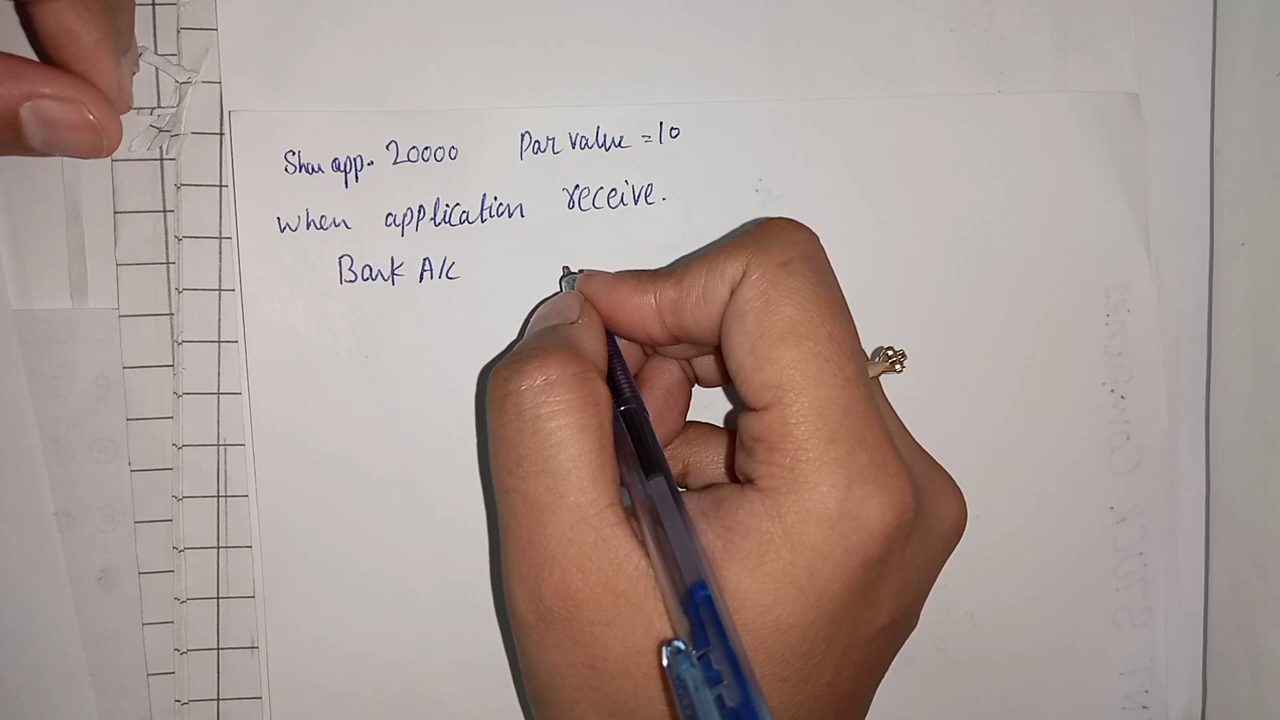 Share app. 20000 Par value = 10
When application receive.
Bank A/C